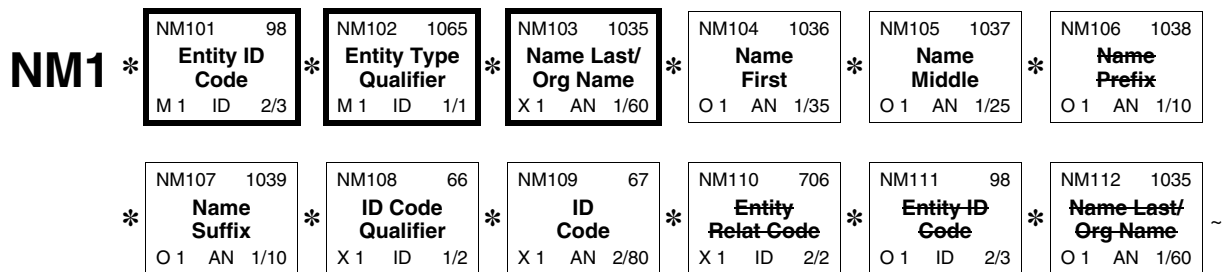 NM101 98 NM102 1065 NM103 1035 NM104 1036 NM105 1037 NM106 1038
NM1 * Entity ID * Entity Type * Name Last/ * Name * Name * Name
Code Qualifier Org Name First Middle Prefix
M 1 ID 2/3 M 1 ID 1/1 X 1 AN 1/60 O 1 AN 1/35 O 1 AN 1/25 O 1 AN 1/10
NM107 1039 NM108 66 NM109 67 NM110 706 NM111 98 NM112 1035
* Name * ID Code * ID * Entity * Entity ID * Name Last/ ~
Suffix Qualifier Code Relat Code Code Org Name
O 1 AN 1/10 X 1 ID 1/2 X 1 AN 2/80 X 1 ID 2/2 O 1 ID 2/3 O 1 AN 1/60